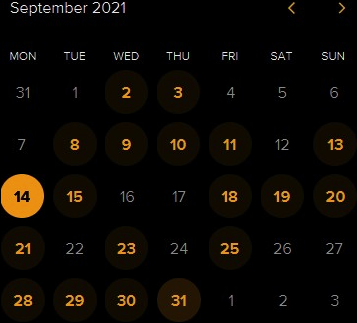 September 2021
MON TUE WED THU FRI SAT SUN
31 1 2 3 4 5 6
7 8 9 10 11 12 13
14 15 16 17 18 19 20
21 22 23 24 25 26 27
28 29 30 31 1 2 3